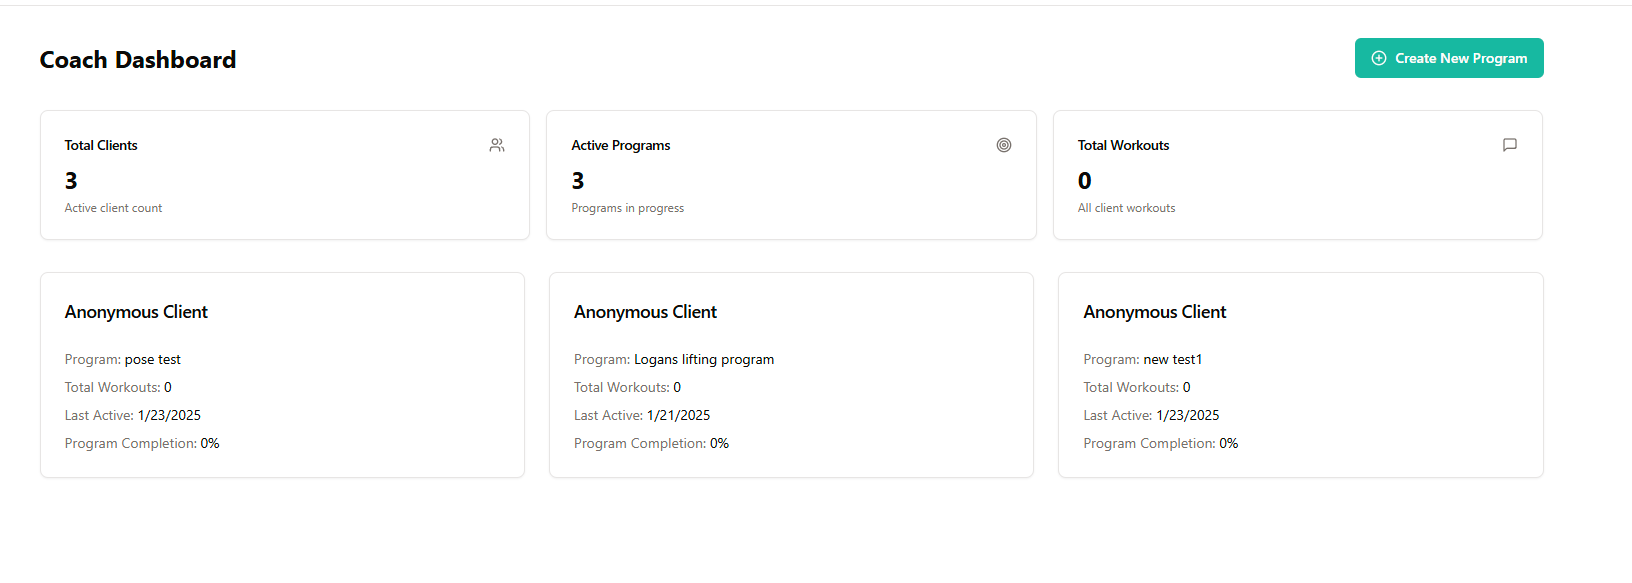 Coach Dashboard
Create New Program
Total Clients
3
Active client count
Active Programs
3
Programs in progress
Total Workouts
0
All client workouts
Anonymous Client
Program: pose test
Total Workouts: 0
Last Active: 1/23/2025
Program Completion: 0%
Anonymous Client
Program: Logans lifting program
Total Workouts: 0
Last Active: 1/21/2025
Program Completion: 0%
Anonymous Client
Program: new test1
Total Workouts: 0
Last Active: 1/23/2025
Program Completion: 0%